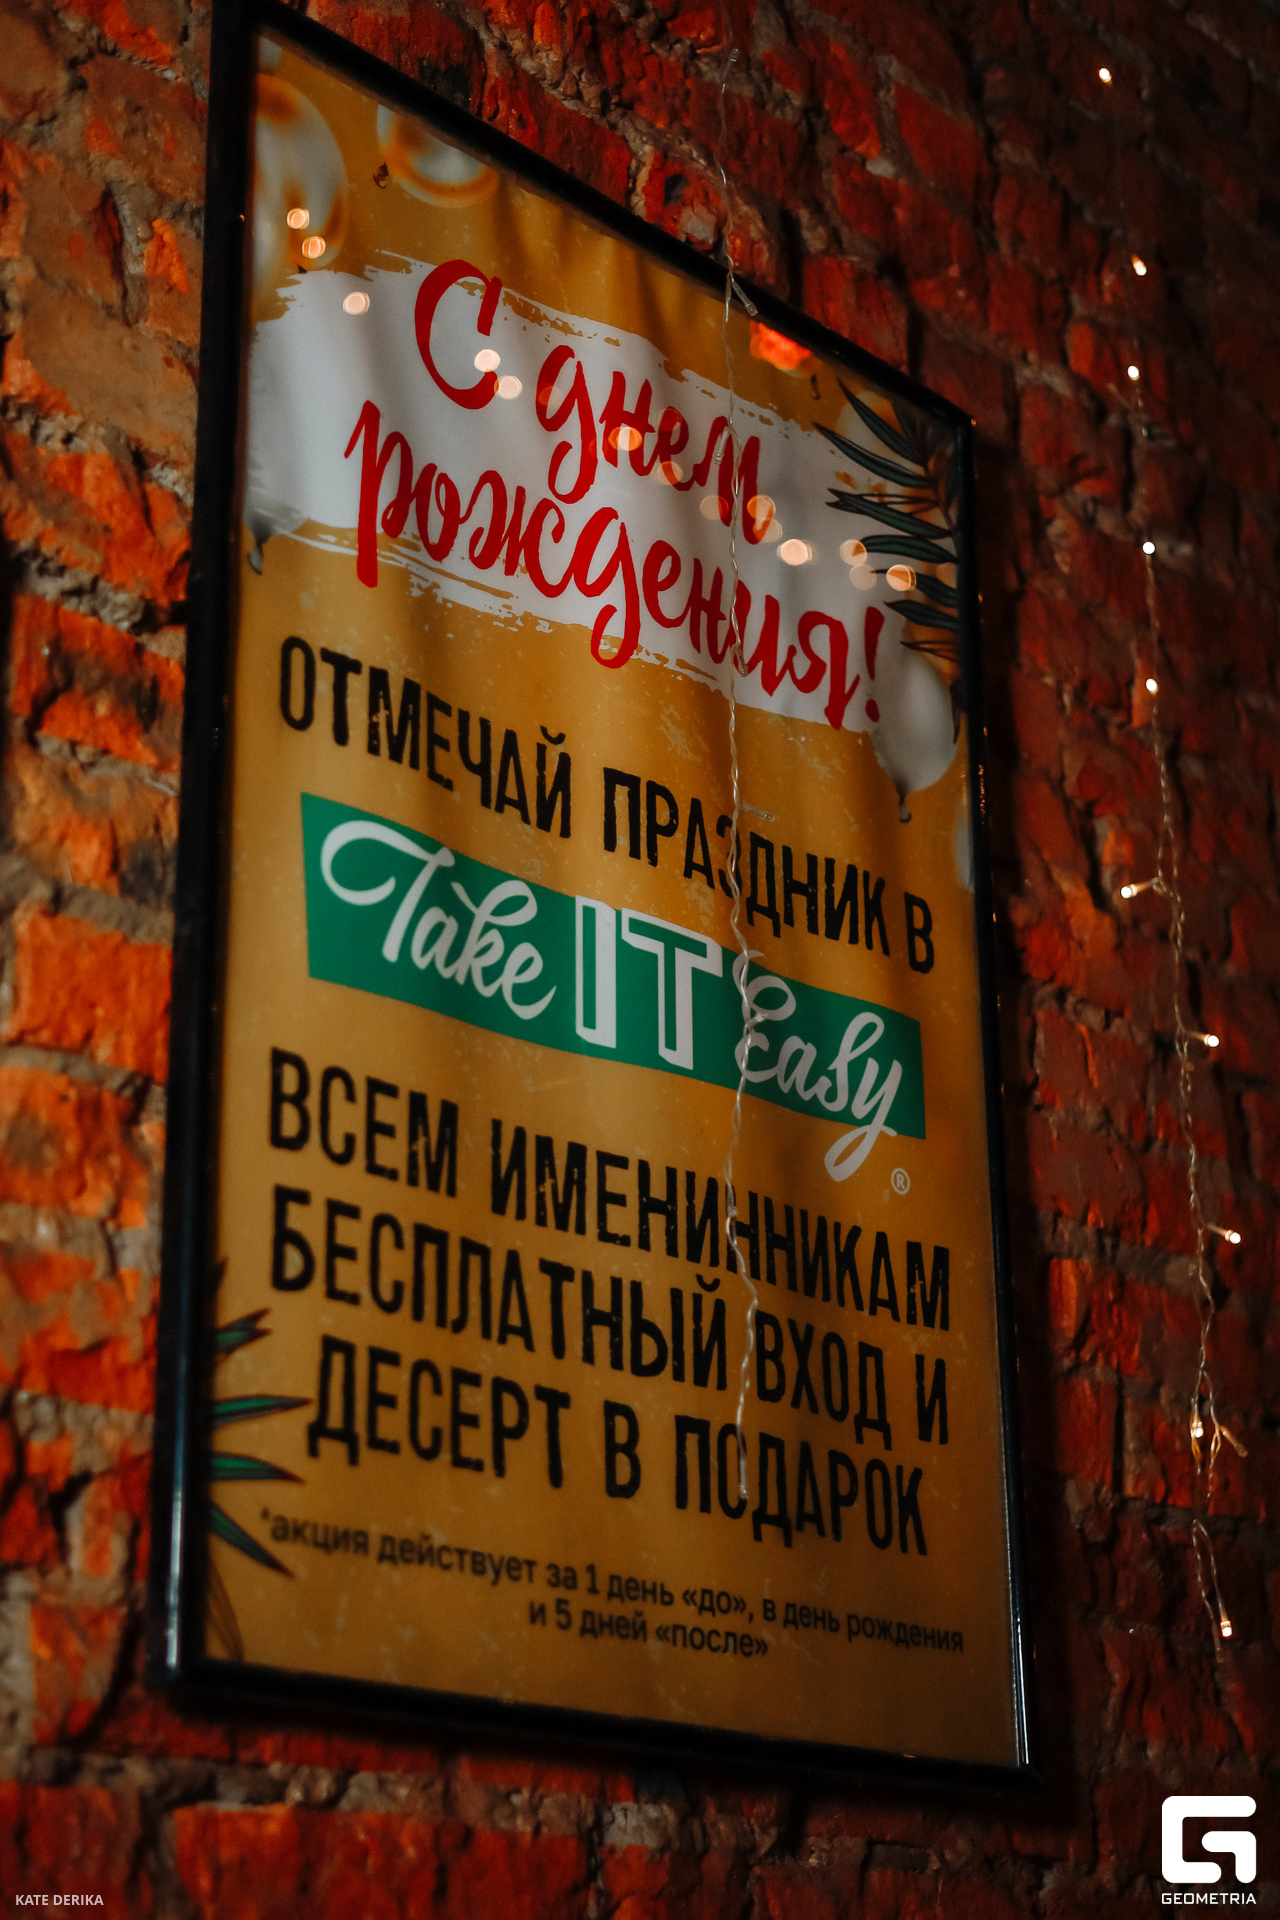 С днем
рождения!
ОТМЕЧАЙ ПРАЗДНИК В
Take IT Easy
®
ВСЕМ ИМЕНИННИКАМ
БЕСПЛАТНЫЙ ВХОД И
ДЕСЕРТ В ПОДАРОК
*акция действует за 1 день «до», в день рождения
и 5 дней «после»
KATE DERIKA
GEOMETRIA